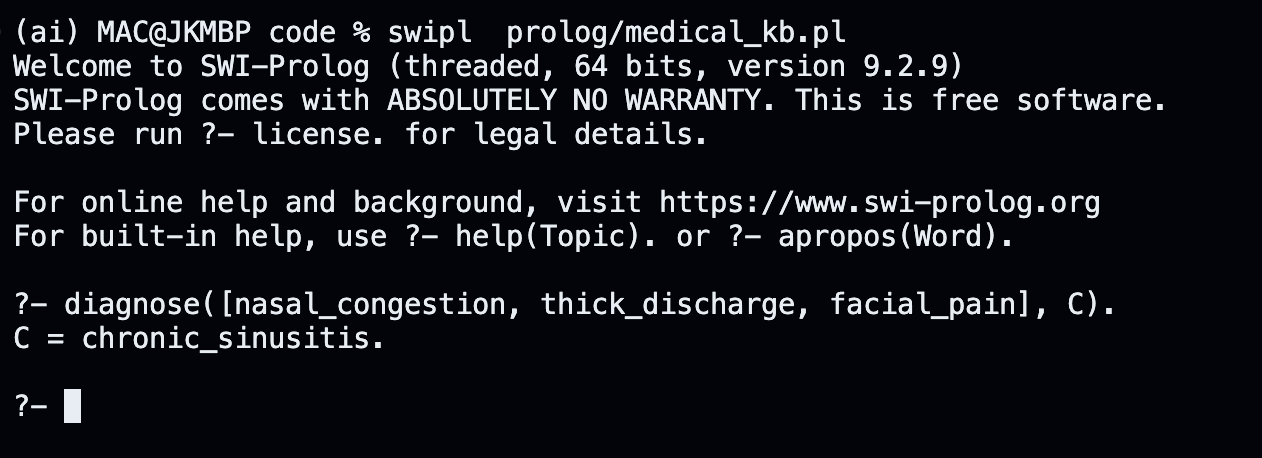 (ai) MAC@JKMBP code % swipl  prolog/medical_kb.pl
Welcome to SWI-Prolog (threaded, 64 bits, version 9.2.9)
SWI-Prolog comes with ABSOLUTELY NO WARRANTY. This is free software.
Please run ?- license. for legal details.

For online help and background, visit https://www.swi-prolog.org
For built-in help, use ?- help(Topic). or ?- apropos(Word).

?- diagnose([nasal_congestion, thick_discharge, facial_pain], C).
C = chronic_sinusitis.

?-